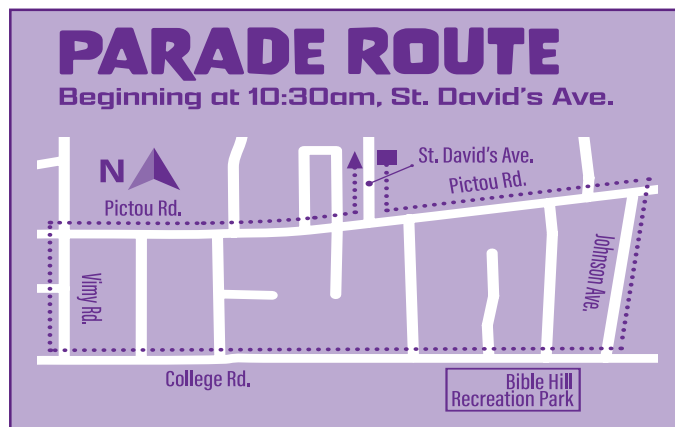 PARADE ROUTE
Beginning at 10:30am, St. David's Ave.
N
St. David's Ave.
Pictou Rd.
Pictou Rd.
Vimy Rd.
Johnson Ave.
College Rd.
Bible Hill
Recreation Park